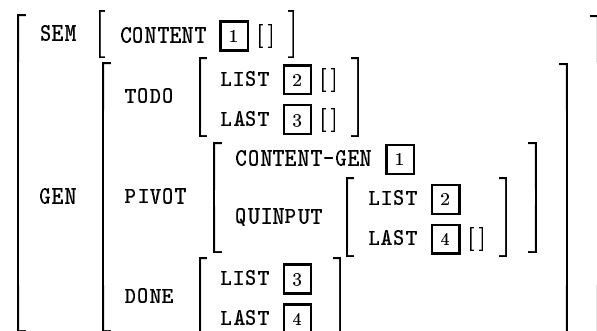 SEM [ CONTENT 1 [] ]
TODO [ LIST 2 []
LAST 3 [] ]
CONTENT-GEN 1
GEN PIVOT QUINPUT [ LIST 2
LAST 4 [] ]
DONE [ LIST 3
LAST 4 ]